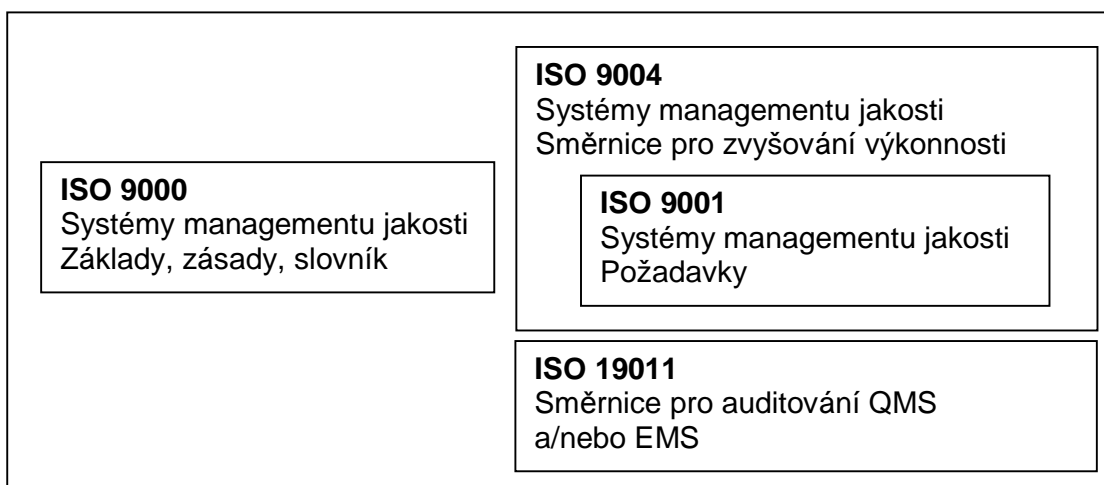 ISO 9000
Systémy managementu jakosti
Základy, zásady, slovník
ISO 9004
Systémy managementu jakosti
Směrnice pro zvyšování výkonnosti
ISO 9001
Systémy managementu jakosti
Požadavky
ISO 19011
Směrnice pro auditování QMS
a/nebo EMS